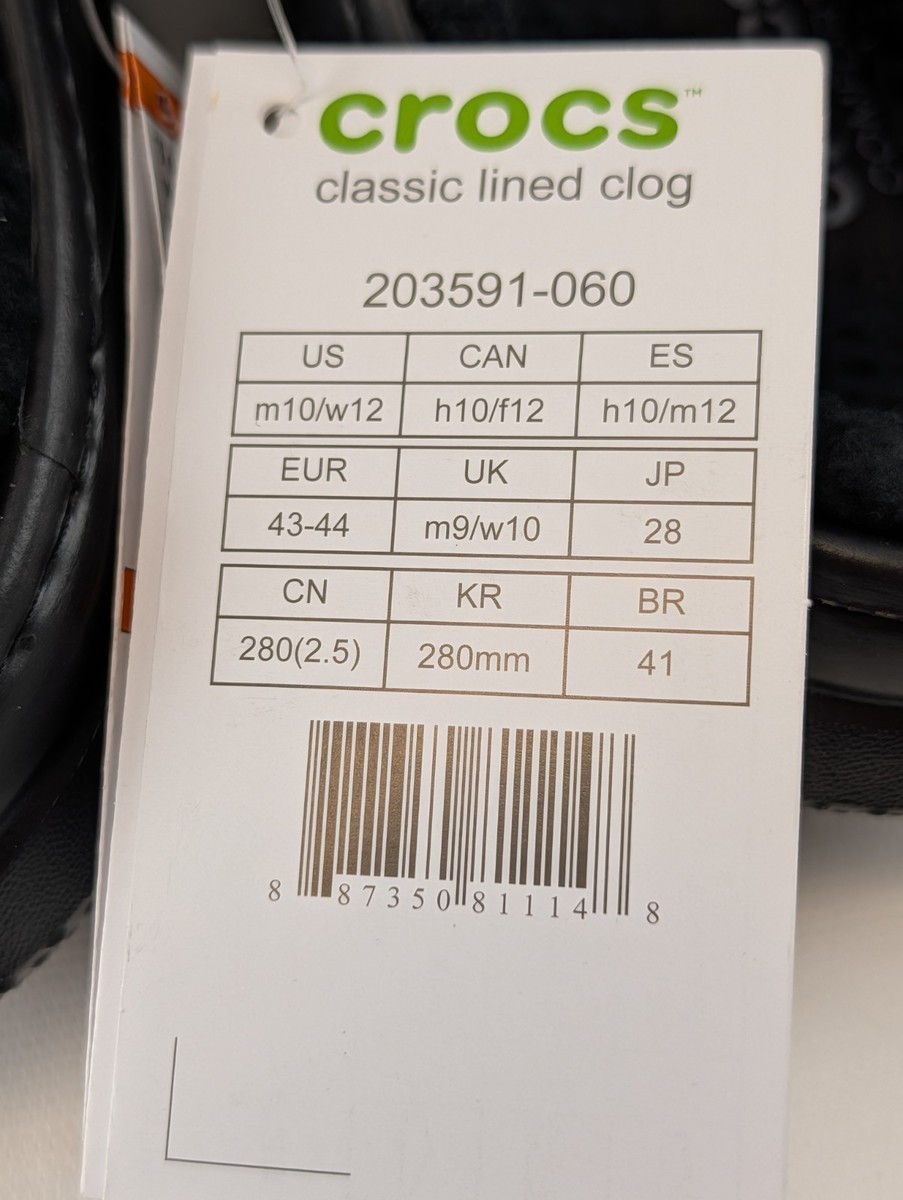 crocs™
classic lined clog
203591-060
US CAN ES
m10/w12 h10/f12 h10/m12
EUR UK JP
43-44 m9/w10 28
CN KR BR
280(2.5) 280mm 41
8 87350 81114 8